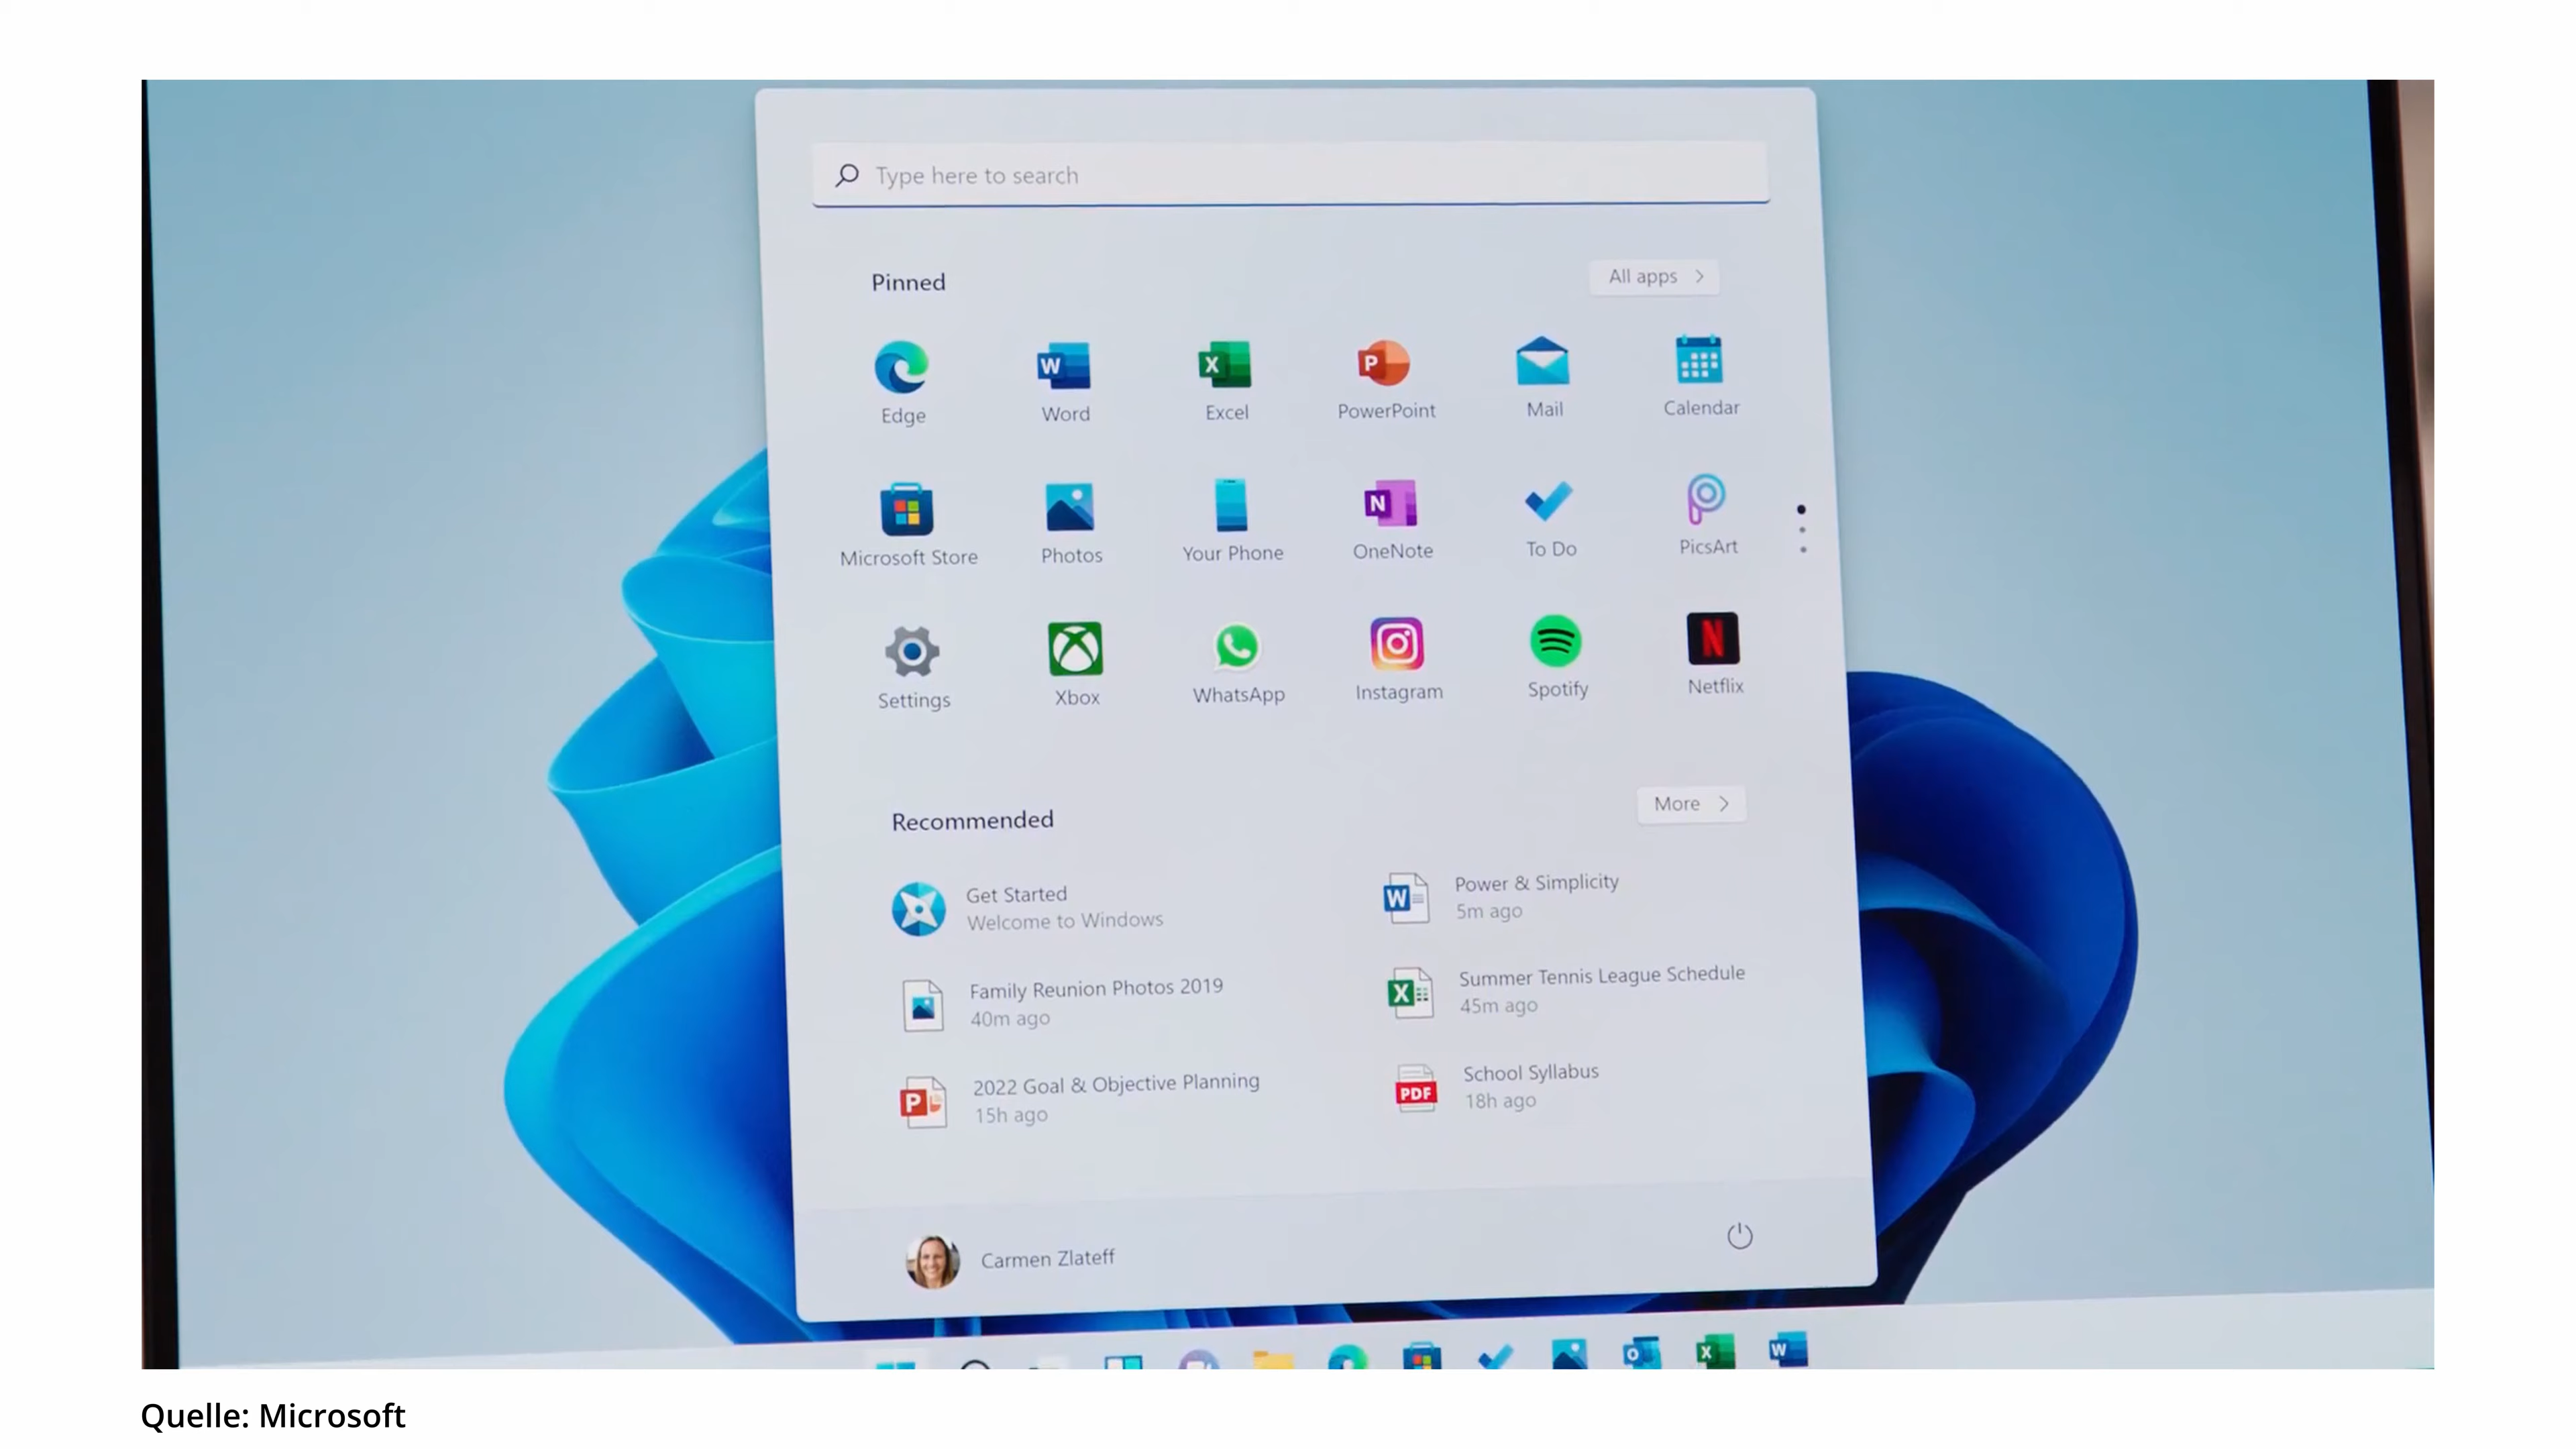 Type here to search
Pinned
All apps
Edge
Word
Excel
PowerPoint
Mail
Calendar
Microsoft Store
Photos
Your Phone
OneNote
To Do
PicsArt
Settings
Xbox
WhatsApp
Instagram
Spotify
Netflix
Recommended
More
Get Started
Welcome to Windows
Power & Simplicity
5m ago
Family Reunion Photos 2019
40m ago
Summer Tennis League Schedule
45m ago
2022 Goal & Objective Planning
15h ago
PDF
School Syllabus
18h ago
Carmen Zlateff
Quelle: Microsoft